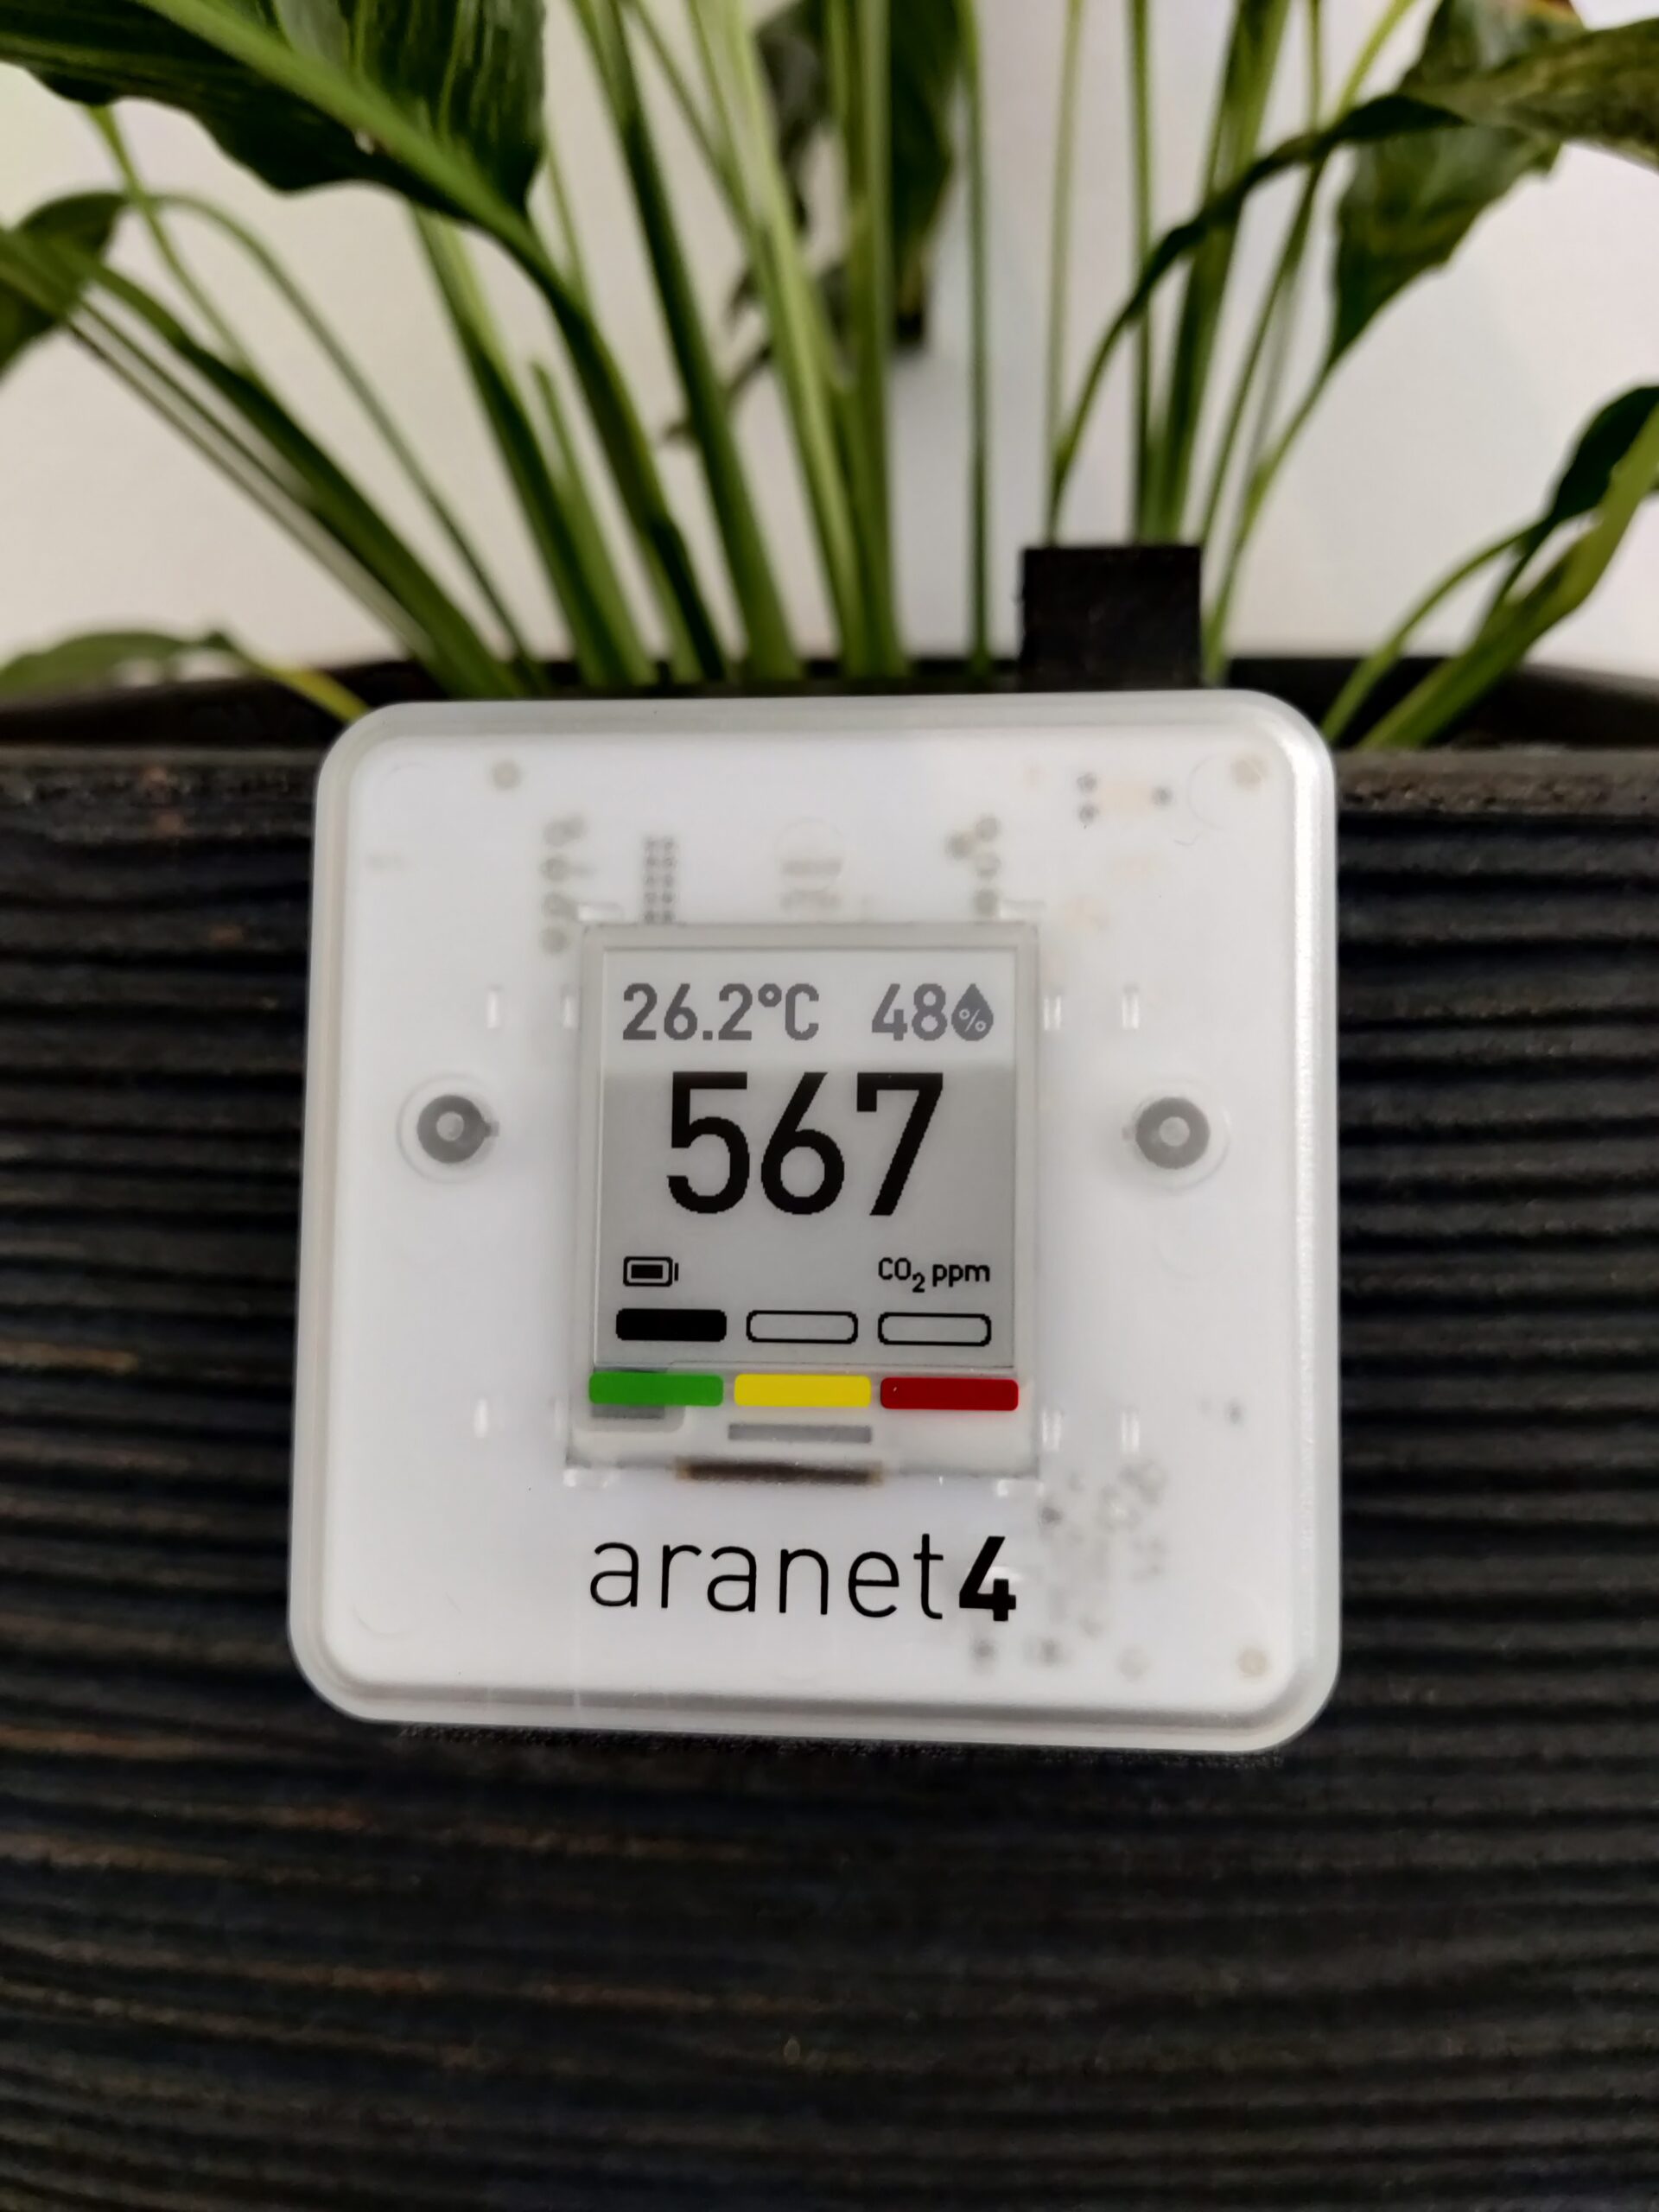 26.2°C 48%
567
CO₂ ppm
aranet4